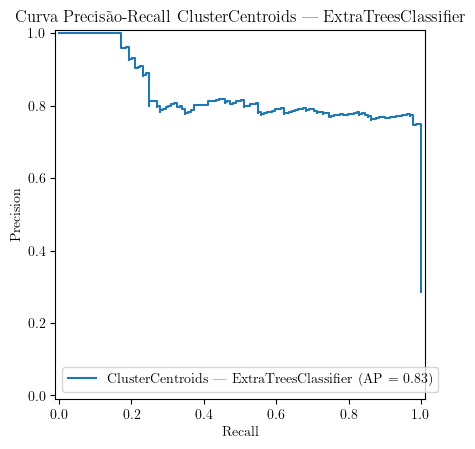 Curva Precisão-Recall ClusterCentroids — ExtraTreesClassifier
1.0
0.8
0.6
0.4
0.2
0.0
Precision
ClusterCentroids — ExtraTreesClassifier (AP = 0.83)
0.0 0.2 0.4 0.6 0.8 1.0
Recall